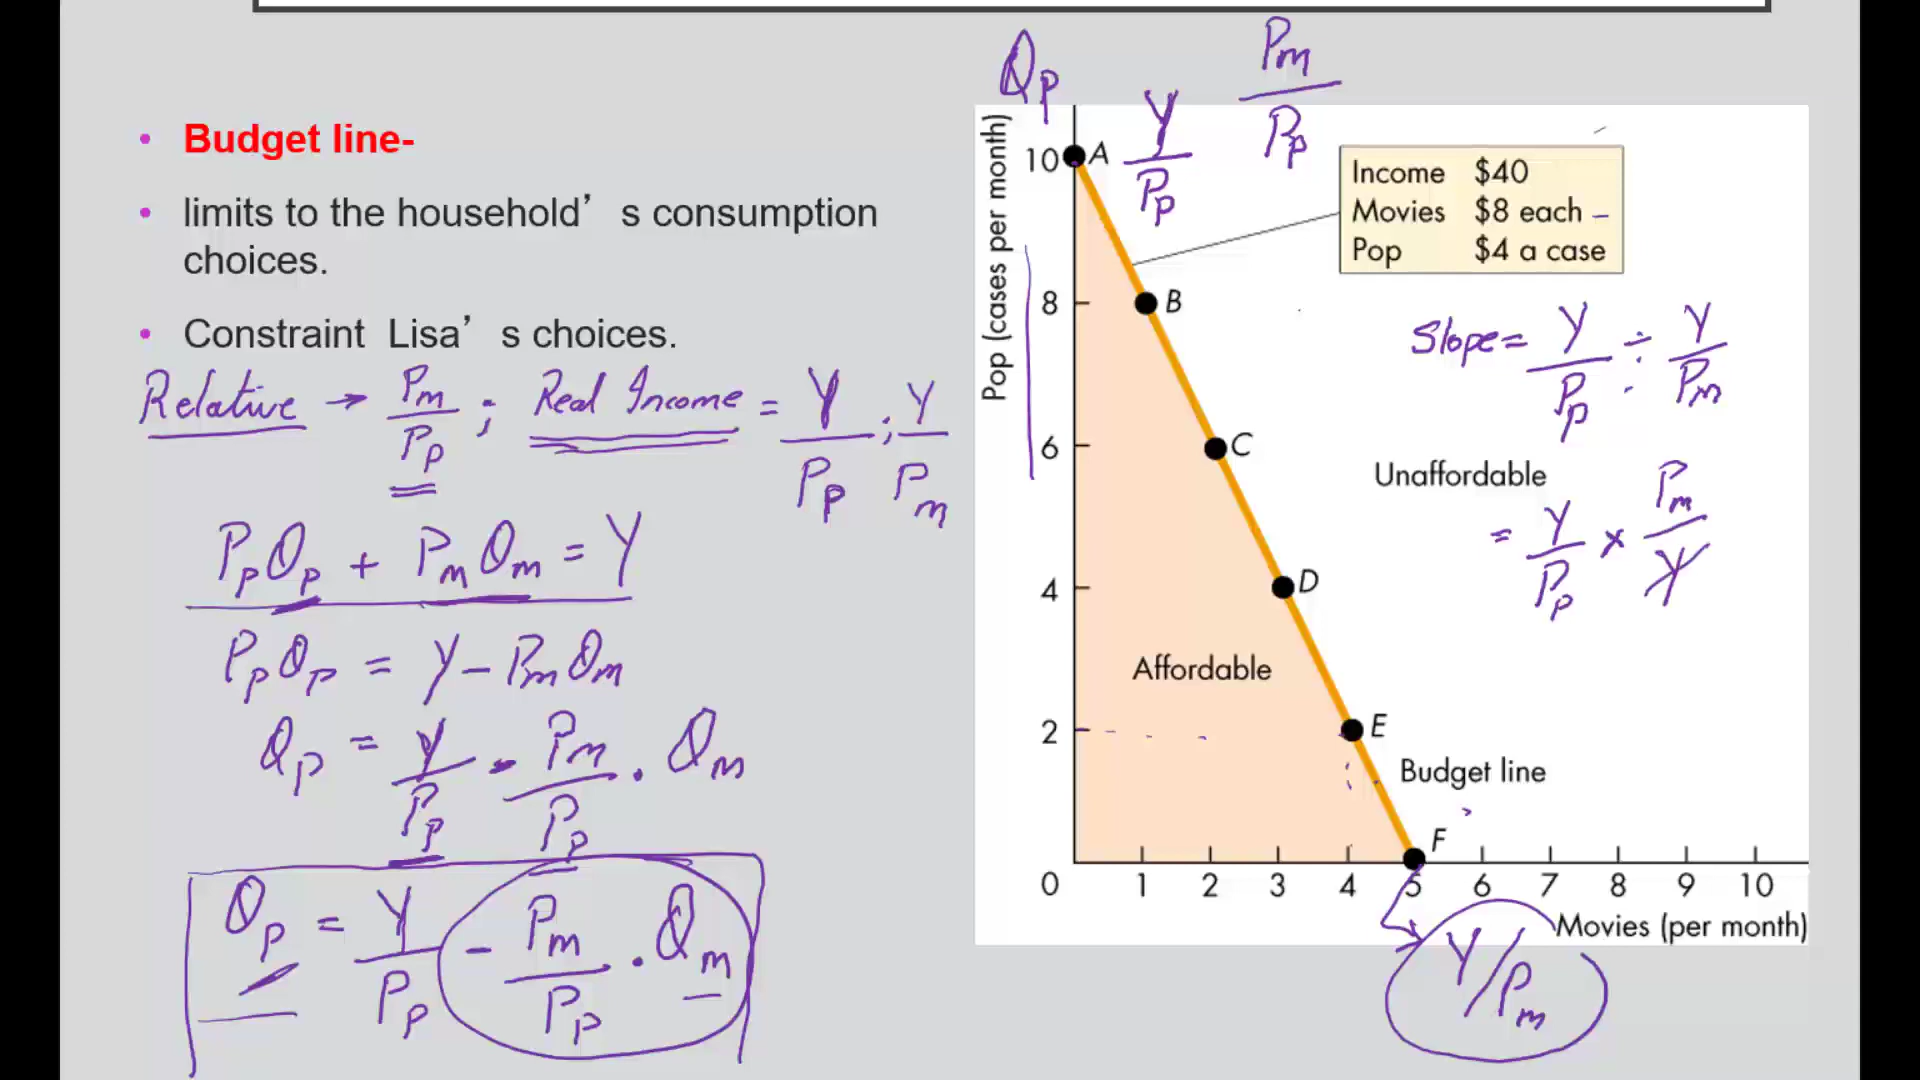 Budget line-
limits to the household’s consumption
choices.
Constraint Lisa’s choices.
Relative → Pm/Pp ; Real Income = Y/Pp ; Y/Pm
PpQp + PmQm = Y
PpQp = Y - PmQm
Qp = Y/Pp - Pm/Pp . Qm
Qp = Y/Pp - Pm/Pp . Qm
Qp
Y/Pp
Pm/Pp
Pop (cases per month)
10
8
6
4
2
A
B
C
D
E
F
Income $40
Movies $8 each
Pop $4 a case
Slope = Y/Pp ÷ Y/Pm
Unaffordable
= Y/Pp × Pm/Y
Affordable
Budget line
0 1 2 3 4 5 6 7 8 9 10
Movies (per month)
Y/Pm